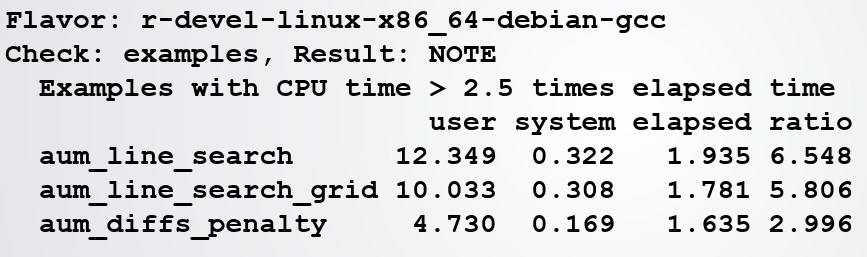 Flavor: r-devel-linux-x86_64-debian-gcc
Check: examples, Result: NOTE
  Examples with CPU time > 2.5 times elapsed time
                       user system elapsed ratio
  aum_line_search      12.349  0.322   1.935 6.548
  aum_line_search_grid 10.033  0.308   1.781 5.806
  aum_diffs_penalty     4.730  0.169   1.635 2.996